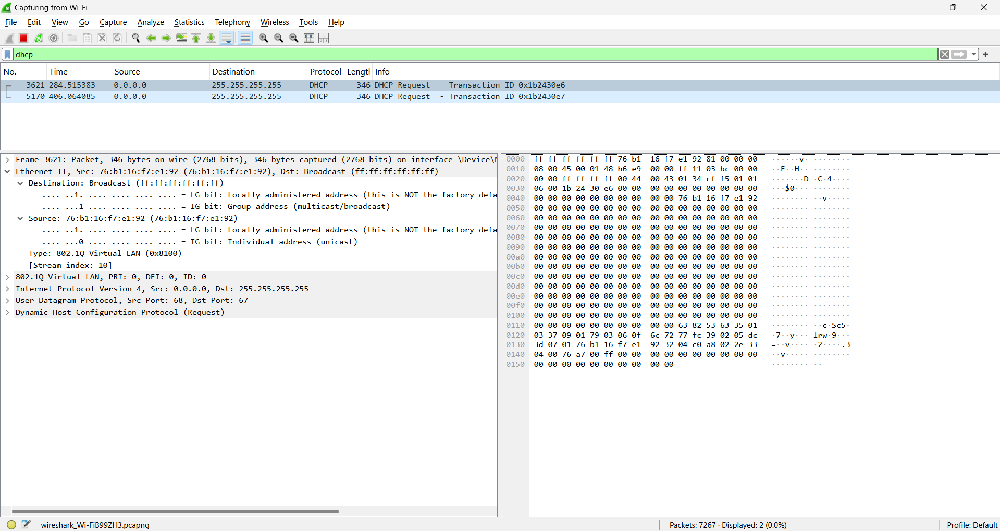 Capturing from Wi-Fi
File Edit View Go Capture Analyze Statistics Telephony Wireless Tools Help
dhcp
No. Time Source Destination Protocol Lengtl Info
3621 284.515383 0.0.0.0 255.255.255.255 DHCP 346 DHCP Request - Transaction ID 0x1b2430e6
5170 406.064085 0.0.0.0 255.255.255.255 DHCP 346 DHCP Request - Transaction ID 0x1b2430e7
Frame 3621: Packet, 346 bytes on wire (2768 bits), 346 bytes captured (2768 bits) on interface \Device\
Ethernet II, Src: 76:b1:16:f7:e1:92 (76:b1:16:f7:e1:92), Dst: Broadcast (ff:ff:ff:ff:ff:ff)
Destination: Broadcast (ff:ff:ff:ff:ff:ff)
.... ..1. .... .... .... .... = LG bit: Locally administered address (this is NOT the factory defa
.... ...1 .... .... .... .... = IG bit: Group address (multicast/broadcast)
Source: 76:b1:16:f7:e1:92 (76:b1:16:f7:e1:92)
.... ..1. .... .... .... .... = LG bit: Locally administered address (this is NOT the factory defa
.... ...0 .... .... .... .... = IG bit: Individual address (unicast)
Type: 802.1Q Virtual LAN (0x8100)
[Stream index: 10]
802.1Q Virtual LAN, PRI: 0, DEI: 0, ID: 0
Internet Protocol Version 4, Src: 0.0.0.0, Dst: 255.255.255.255
User Datagram Protocol, Src Port: 68, Dst Port: 67
Dynamic Host Configuration Protocol (Request)
0000 ff ff ff ff ff ff 76 b1 16 f7 e1 92 81 00 00 00 ······v· ········
0010 08 00 45 00 01 48 b6 e9 00 00 ff 11 03 bc 00 00 ··E··H·· ········
0020 00 00 ff ff ff ff 00 44 00 43 01 34 cf f5 01 01 ·······D ·C·4····
0030 06 00 1b 24 30 e6 00 00 00 00 00 00 00 00 00 00 ···$0··· ········
0040 00 00 00 00 00 00 00 00 00 00 76 b1 16 f7 e1 92 ········ ··v·····
0050 00 00 00 00 00 00 00 00 00 00 00 00 00 00 00 00 ········ ········
0060 00 00 00 00 00 00 00 00 00 00 00 00 00 00 00 00 ········ ········
0070 00 00 00 00 00 00 00 00 00 00 00 00 00 00 00 00 ········ ········
0080 00 00 00 00 00 00 00 00 00 00 00 00 00 00 00 00 ········ ········
0090 00 00 00 00 00 00 00 00 00 00 00 00 00 00 00 00 ········ ········
00a0 00 00 00 00 00 00 00 00 00 00 00 00 00 00 00 00 ········ ········
00b0 00 00 00 00 00 00 00 00 00 00 00 00 00 00 00 00 ········ ········
00c0 00 00 00 00 00 00 00 00 00 00 00 00 00 00 00 00 ········ ········
00d0 00 00 00 00 00 00 00 00 00 00 00 00 00 00 00 00 ········ ········
00e0 00 00 00 00 00 00 00 00 00 00 00 00 00 00 00 00 ········ ········
00f0 00 00 00 00 00 00 00 00 00 00 00 00 00 00 00 00 ········ ········
0100 00 00 00 00 00 00 00 00 00 00 00 00 00 00 00 00 ········ ········
0110 00 00 00 00 00 00 00 00 00 00 63 82 53 63 35 01 ········ ··c·Sc5·
0120 03 37 09 01 79 03 06 0f 6c 72 77 fc 39 02 05 dc ·7··y··· lrw·9···
0130 3d 07 01 76 b1 16 f7 e1 92 32 04 c0 a8 02 2e 33 =··v···· ·2····.3
0140 04 00 76 a7 00 ff 00 00 00 00 00 00 00 00 00 00 ··v····· ········
0150 00 00 00 00 00 00 00 00 00 00 ········ ··
wireshark_Wi-FiB99ZH3.pcapng Packets: 7267 · Displayed: 2 (0.0%) Profile: Default